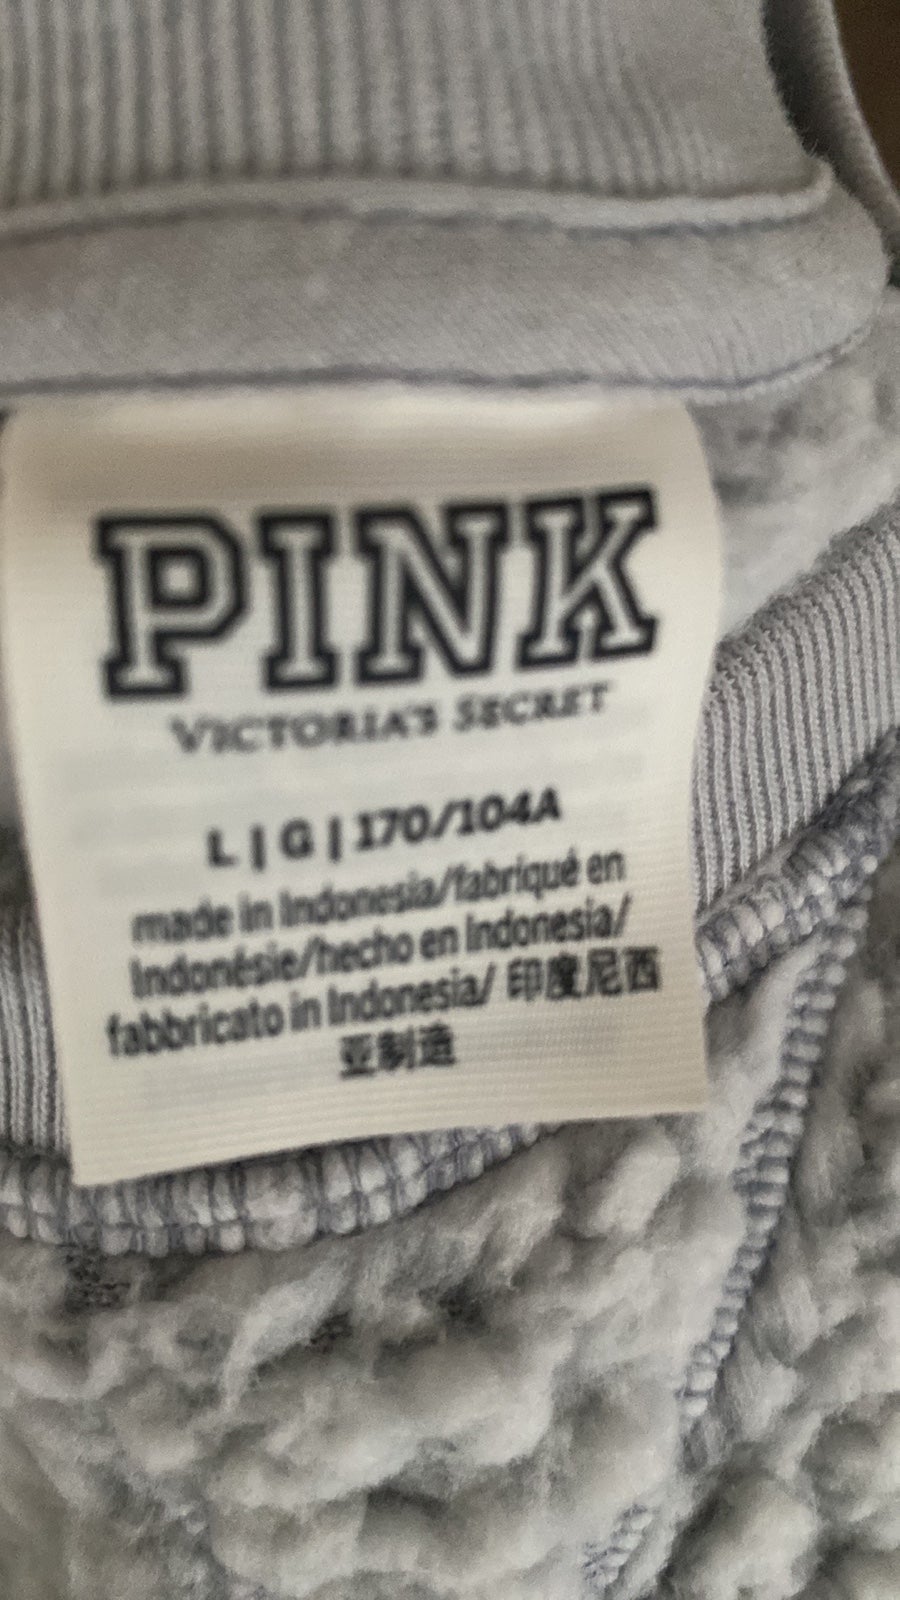 PINK
VICTORIA'S SECRET
L | G | 170/104A
made in Indonesia/fabriqué en
Indonésie/hecho en Indonesia/
fabbricato in Indonesia/ 印度尼西
亚制造